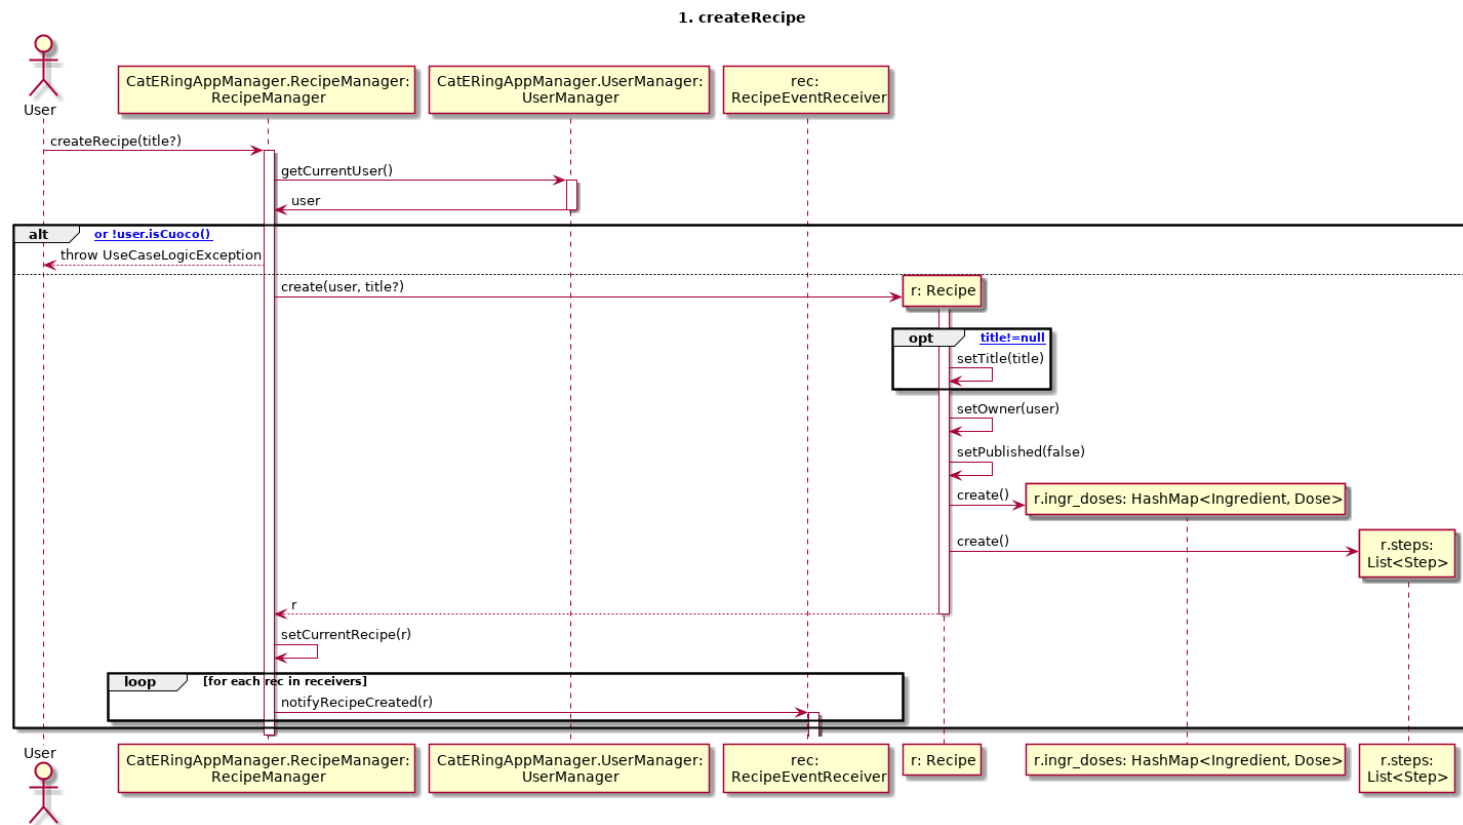 1. createRecipe
User
CatERingAppManager.RecipeManager:
RecipeManager
CatERingAppManager.UserManager:
UserManager
rec:
RecipeEventReceiver
createRecipe(title?)
getCurrentUser()
user
alt
or !user.isCuoco()
throw UseCaseLogicException
create(user, title?)
r: Recipe
opt
title!=null
setTitle(title)
setOwner(user)
setPublished(false)
create()
r.ingr_doses: HashMap<Ingredient, Dose>
create()
r.steps:
List<Step>
r
setCurrentRecipe(r)
loop
[for each rec in receivers]
notifyRecipeCreated(r)
User
CatERingAppManager.RecipeManager:
RecipeManager
CatERingAppManager.UserManager:
UserManager
rec:
RecipeEventReceiver
r: Recipe
r.ingr_doses: HashMap<Ingredient, Dose>
r.steps:
List<Step>